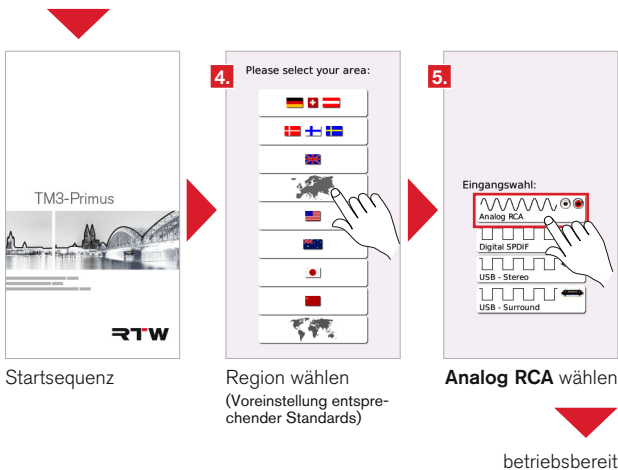 TM3-Primus
RTW
Startsequenz
4.
Please select your area:
Region wählen
(Voreinstellung entspre-
chender Standards)
5.
Eingangswahl:
Analog RCA
Digital SPDIF
USB - Stereo
USB - Surround
Analog RCA wählen
betriebsbereit